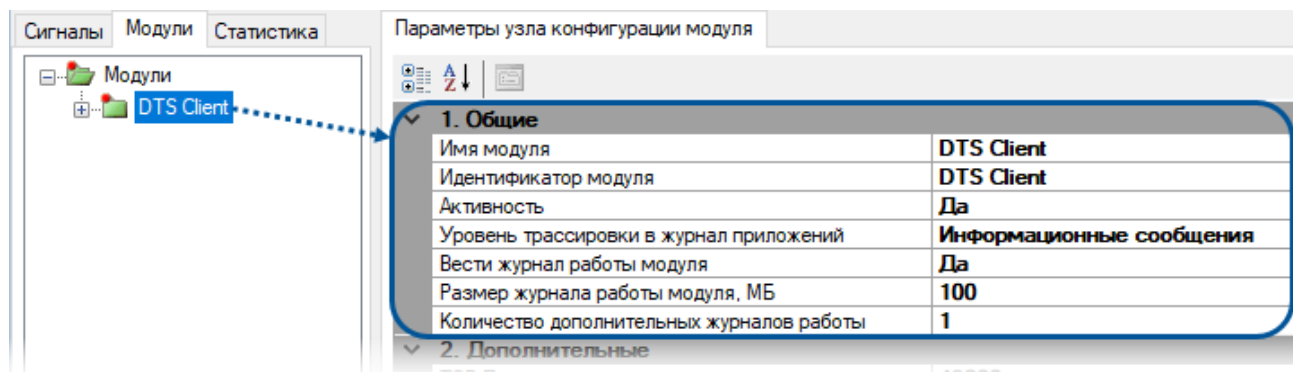 Сигналы Модули Статистика
Параметры узла конфигурации модуля
Модули
DTS Client
1. Общие
Имя модуля DTS Client
Идентификатор модуля DTS Client
Активность Да
Уровень трассировки в журнал приложений Информационные сообщения
Вести журнал работы модуля Да
Размер журнала работы модуля, МБ 100
Количество дополнительных журналов работы 1
2. Дополнительные